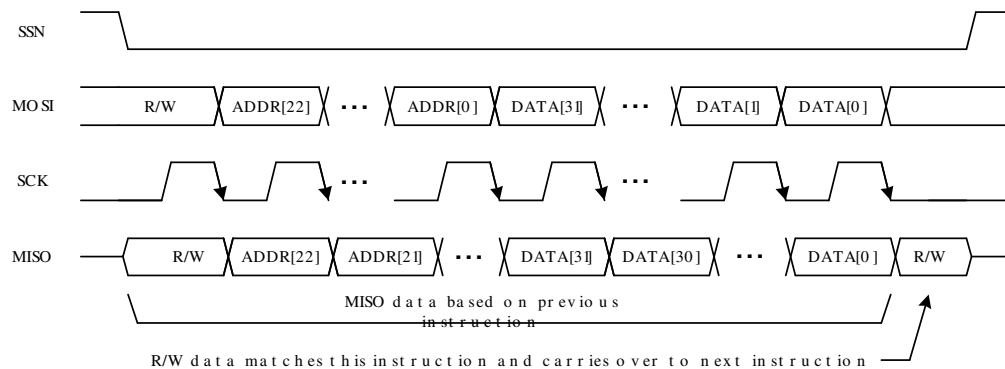 SSN
MOSI R/W ADDR[22] ... ADDR[0] DATA[31] ... DATA[1] DATA[0]
SCK ... ...
MISO R/W ADDR[22] ADDR[21] ... DATA[31] DATA[30] ... DATA[0] R/W
MISO data based on previous
instruction
R/W data matches this instruction and carries over to next instruction